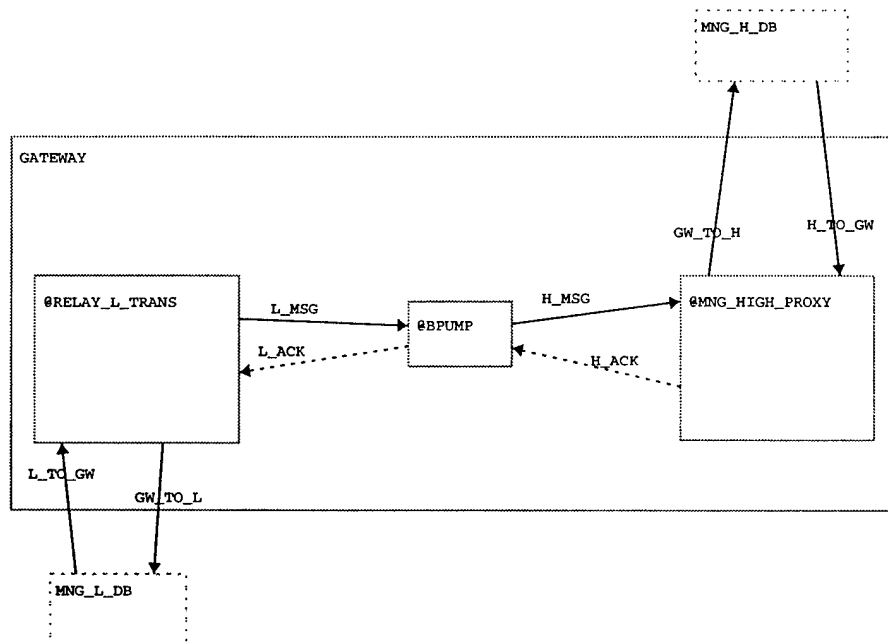 MNG_H_DB
GATEWAY
GW_TO_H
H_TO_GW
@RELAY_L_TRANS
L_MSG
H_MSG
@MNG_HIGH_PROXY
@BPUMP
L_ACK
H_ACK
L_TO_GW
GW_TO_L
MNG_L_DB